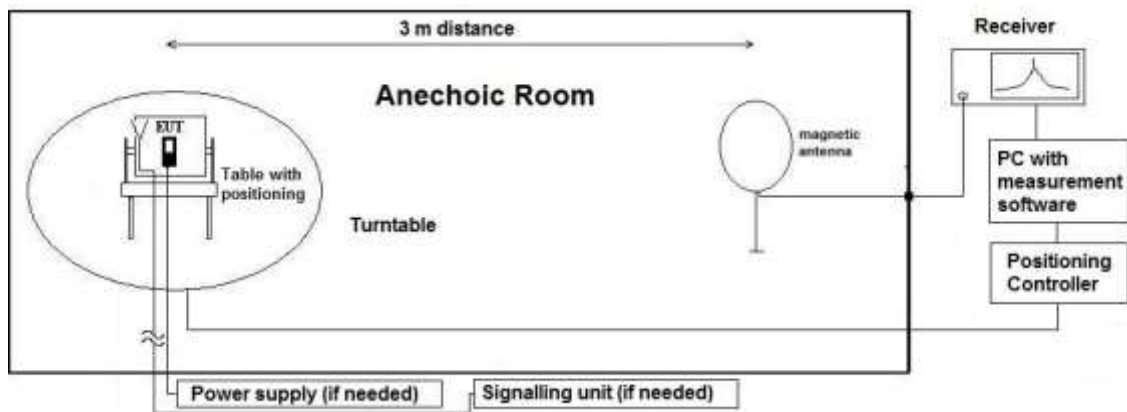 3 m distance
Receiver
Anechoic Room
EUT
Table with
positioning
magnetic
antenna
PC with
measurement
software
Turntable
Positioning
Controller
Power supply (if needed)
Signalling unit (if needed)